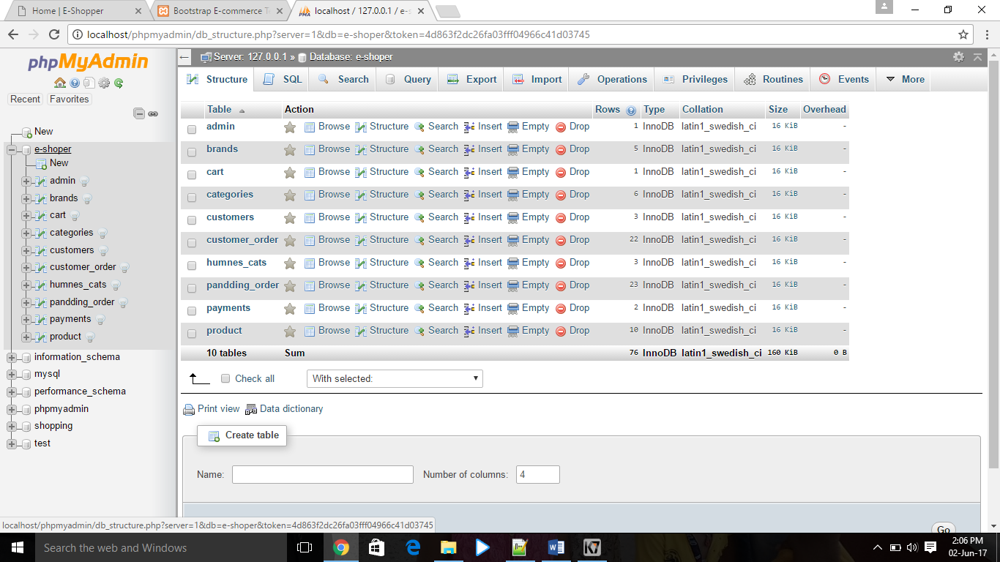 Home | E-Shopper
Bootstrap E-commerce Te
localhost / 127.0.0.1 / e-s
localhost/phpmyadmin/db_structure.php?server=1&db=e-shoper&token=4d863f2dc26fa03fff04966c41d03745
phpMyAdmin
Recent Favorites
New
e-shoper
New
admin
brands
cart
categories
customers
customer_order
humnes_cats
pandding_order
payments
product
information_schema
mysql
performance_schema
phpmyadmin
shopping
test
Server: 127.0.0.1 » Database: e-shoper
Structure SQL Search Query Export Import Operations Privileges Routines Events More
Table Action Rows Type Collation Size Overhead
admin Browse Structure Search Insert Empty Drop 1 InnoDB latin1_swedish_ci 16 KiB -
brands Browse Structure Search Insert Empty Drop 5 InnoDB latin1_swedish_ci 16 KiB -
cart Browse Structure Search Insert Empty Drop 1 InnoDB latin1_swedish_ci 16 KiB -
categories Browse Structure Search Insert Empty Drop 6 InnoDB latin1_swedish_ci 16 KiB -
customers Browse Structure Search Insert Empty Drop 3 InnoDB latin1_swedish_ci 16 KiB -
customer_order Browse Structure Search Insert Empty Drop 22 InnoDB latin1_swedish_ci 16 KiB -
humnes_cats Browse Structure Search Insert Empty Drop 3 InnoDB latin1_swedish_ci 16 KiB -
pandding_order Browse Structure Search Insert Empty Drop 23 InnoDB latin1_swedish_ci 16 KiB -
payments Browse Structure Search Insert Empty Drop 2 InnoDB latin1_swedish_ci 16 KiB -
product Browse Structure Search Insert Empty Drop 10 InnoDB latin1_swedish_ci 16 KiB -
10 tables Sum 76 InnoDB latin1_swedish_ci 160 KiB 0 B
Check all With selected:
Print view Data dictionary
Create table
Name: Number of columns: 4
Go
localhost/phpmyadmin/db_structure.php?server=1&db=e-shoper&token=4d863f2dc26fa03fff04966c41d03745
Search the web and Windows
2:06 PM
02-Jun-17